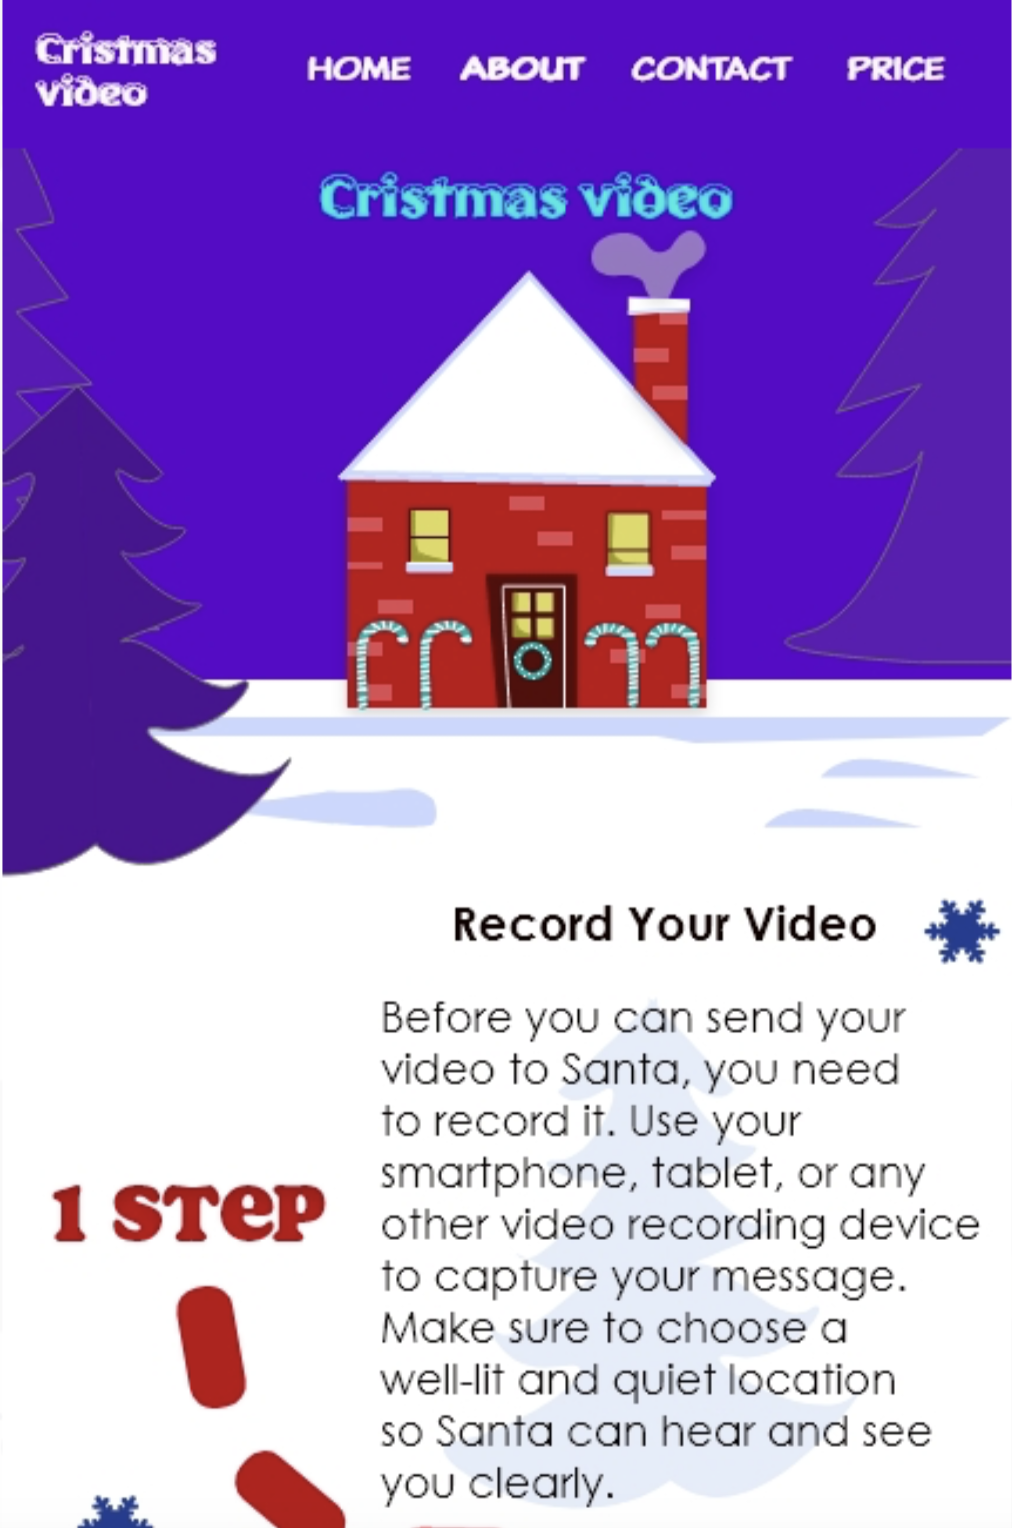 Cristmas
video
HOME ABOUT CONTACT PRICE
Cristmas video
Record Your Video
Before you can send your
video to Santa, you need
to record it. Use your
smartphone, tablet, or any
other video recording device
to capture your message.
Make sure to choose a
well-lit and quiet location
so Santa can hear and see
you clearly.
1 STEP